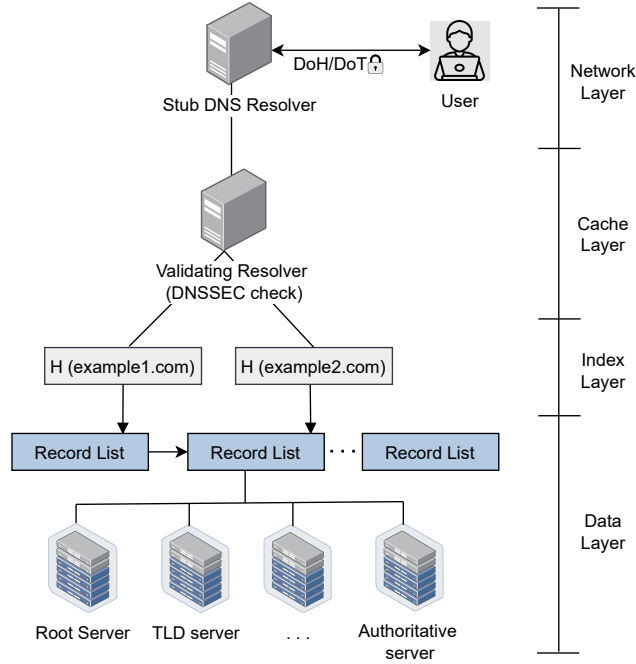 DoH/DoT
Stub DNS Resolver
User
Network
Layer
Validating Resolver
(DNSSEC check)
Cache
Layer
H (example1.com)
H (example2.com)
Index
Layer
Record List
Record List
· · ·
Record List
Data
Layer
Root Server
TLD server
. . .
Authoritative
server